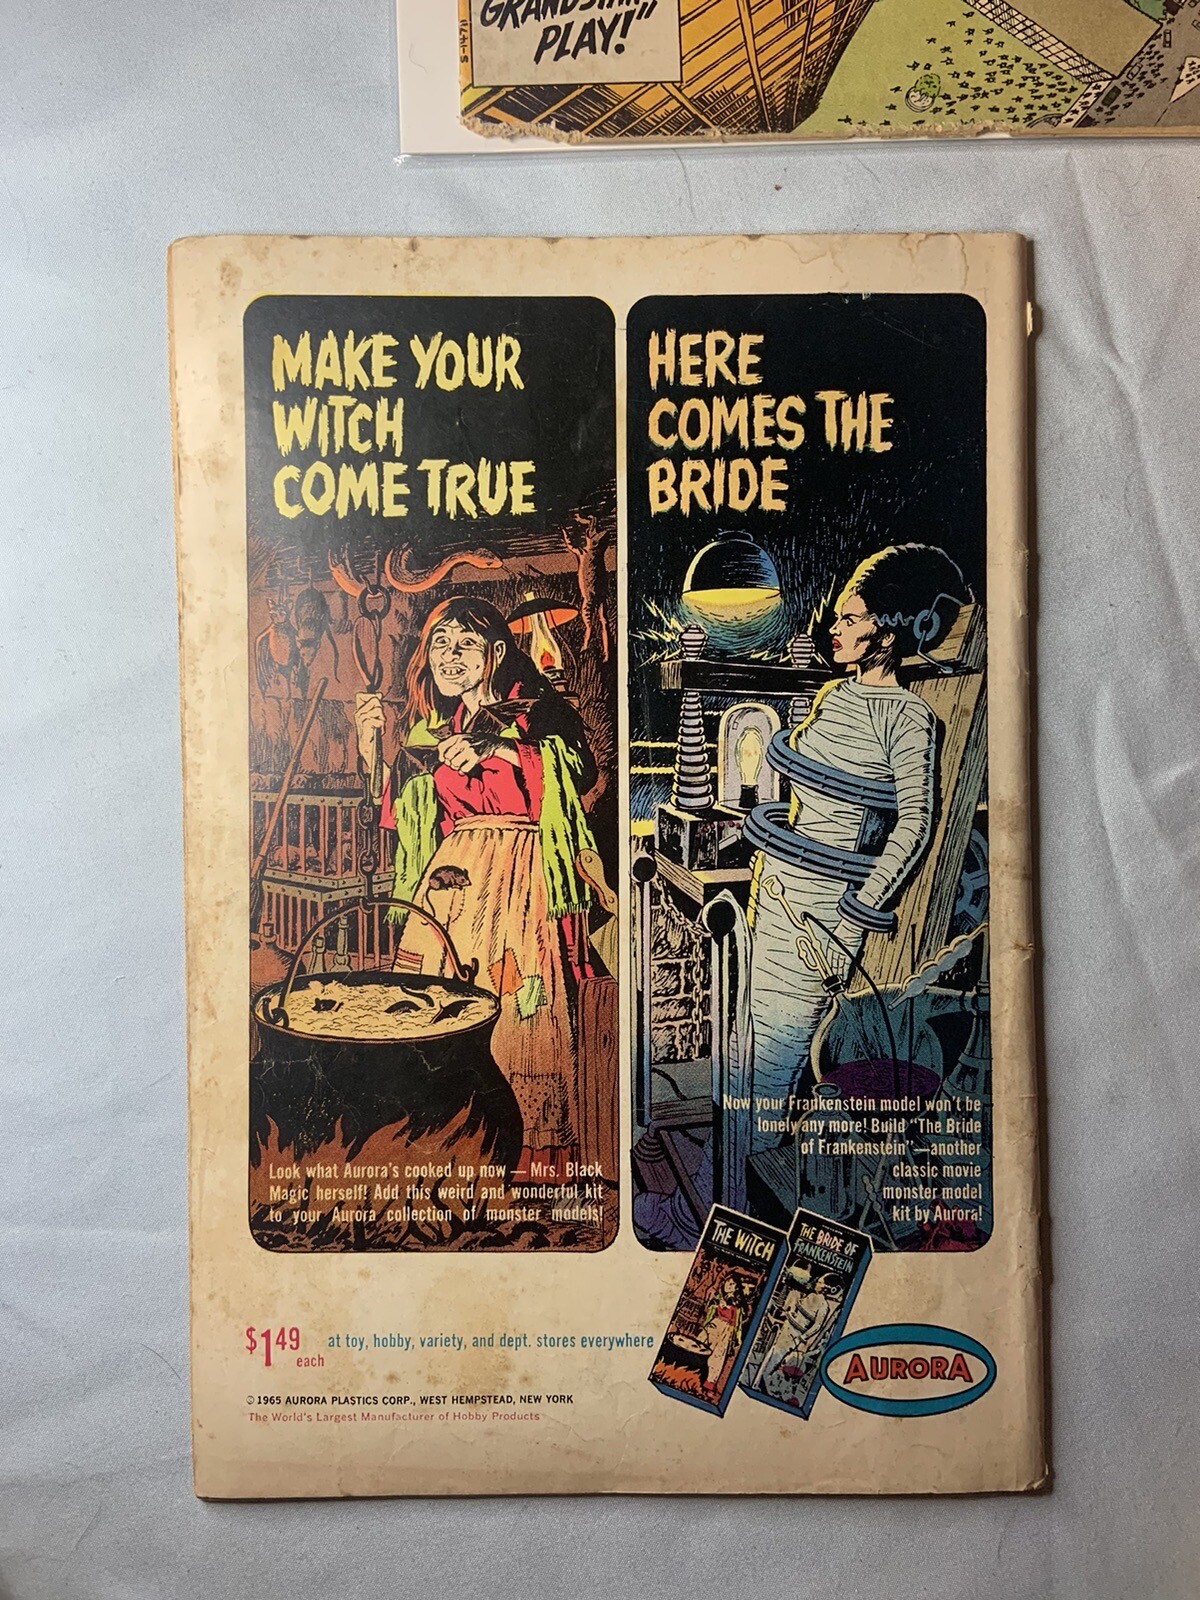 PLAY!"
MAKE YOUR
WITCH
COME TRUE
HERE
COMES THE
BRIDE
Look what Aurora's cooked up now — Mrs. Black
Magic herself! Add this weird and wonderful kit
to your Aurora collection of monster models!
Now your Frankenstein model won't be
lonely any more! Build "The Bride
of Frankenstein"—another
classic movie
monster model
kit by Aurora!
THE WITCH
THE BRIDE OF
FRANKENSTEIN
$1.49
each
at toy, hobby, variety, and dept. stores everywhere
AURORA
© 1965 AURORA PLASTICS CORP., WEST HEMPSTEAD, NEW YORK
The World's Largest Manufacturer of Hobby Products